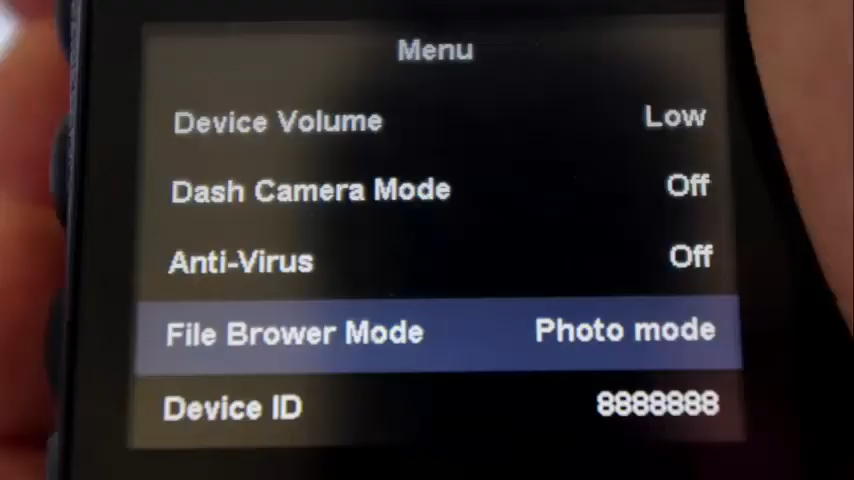 Menu
Device Volume Low
Dash Camera Mode Off
Anti-Virus Off
File Brower Mode Photo mode
Device ID 8888888